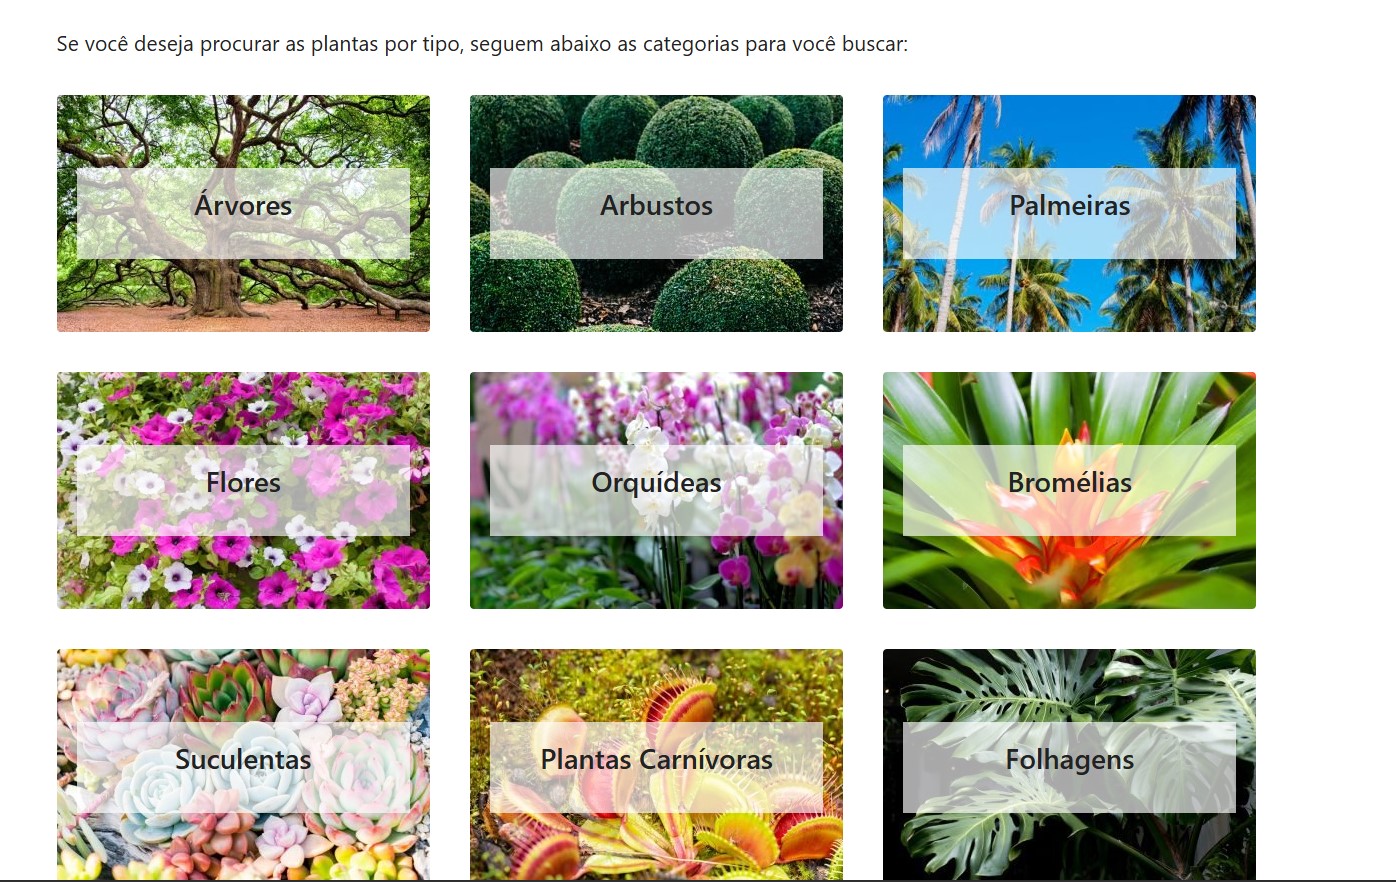 Se você deseja procurar as plantas por tipo, seguem abaixo as categorias para você buscar:
Árvores
Arbustos
Palmeiras
Flores
Orquídeas
Bromélias
Suculentas
Plantas Carnívoras
Folhagens